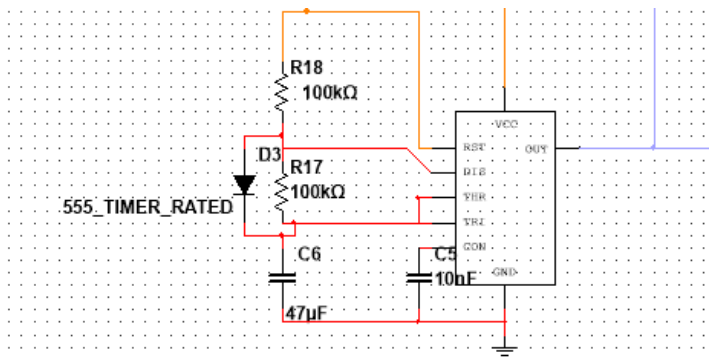 R18
100kΩ
VCC
RST
OUT
D3
R17
DIS
100kΩ
THR
555_TIMER_RATED
TRI
C6
C5
CON
10nF
GND
47µF